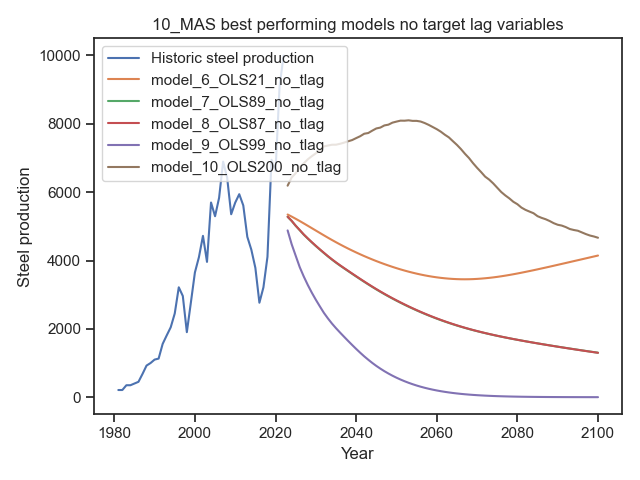 10_MAS best performing models no target lag variables
Historic steel production
model_6_OLS21_no_tlag
model_7_OLS89_no_tlag
model_8_OLS87_no_tlag
model_9_OLS99_no_tlag
model_10_OLS200_no_tlag
10000
8000
6000
4000
2000
0
Steel production
1980 2000 2020 2040 2060 2080 2100
Year